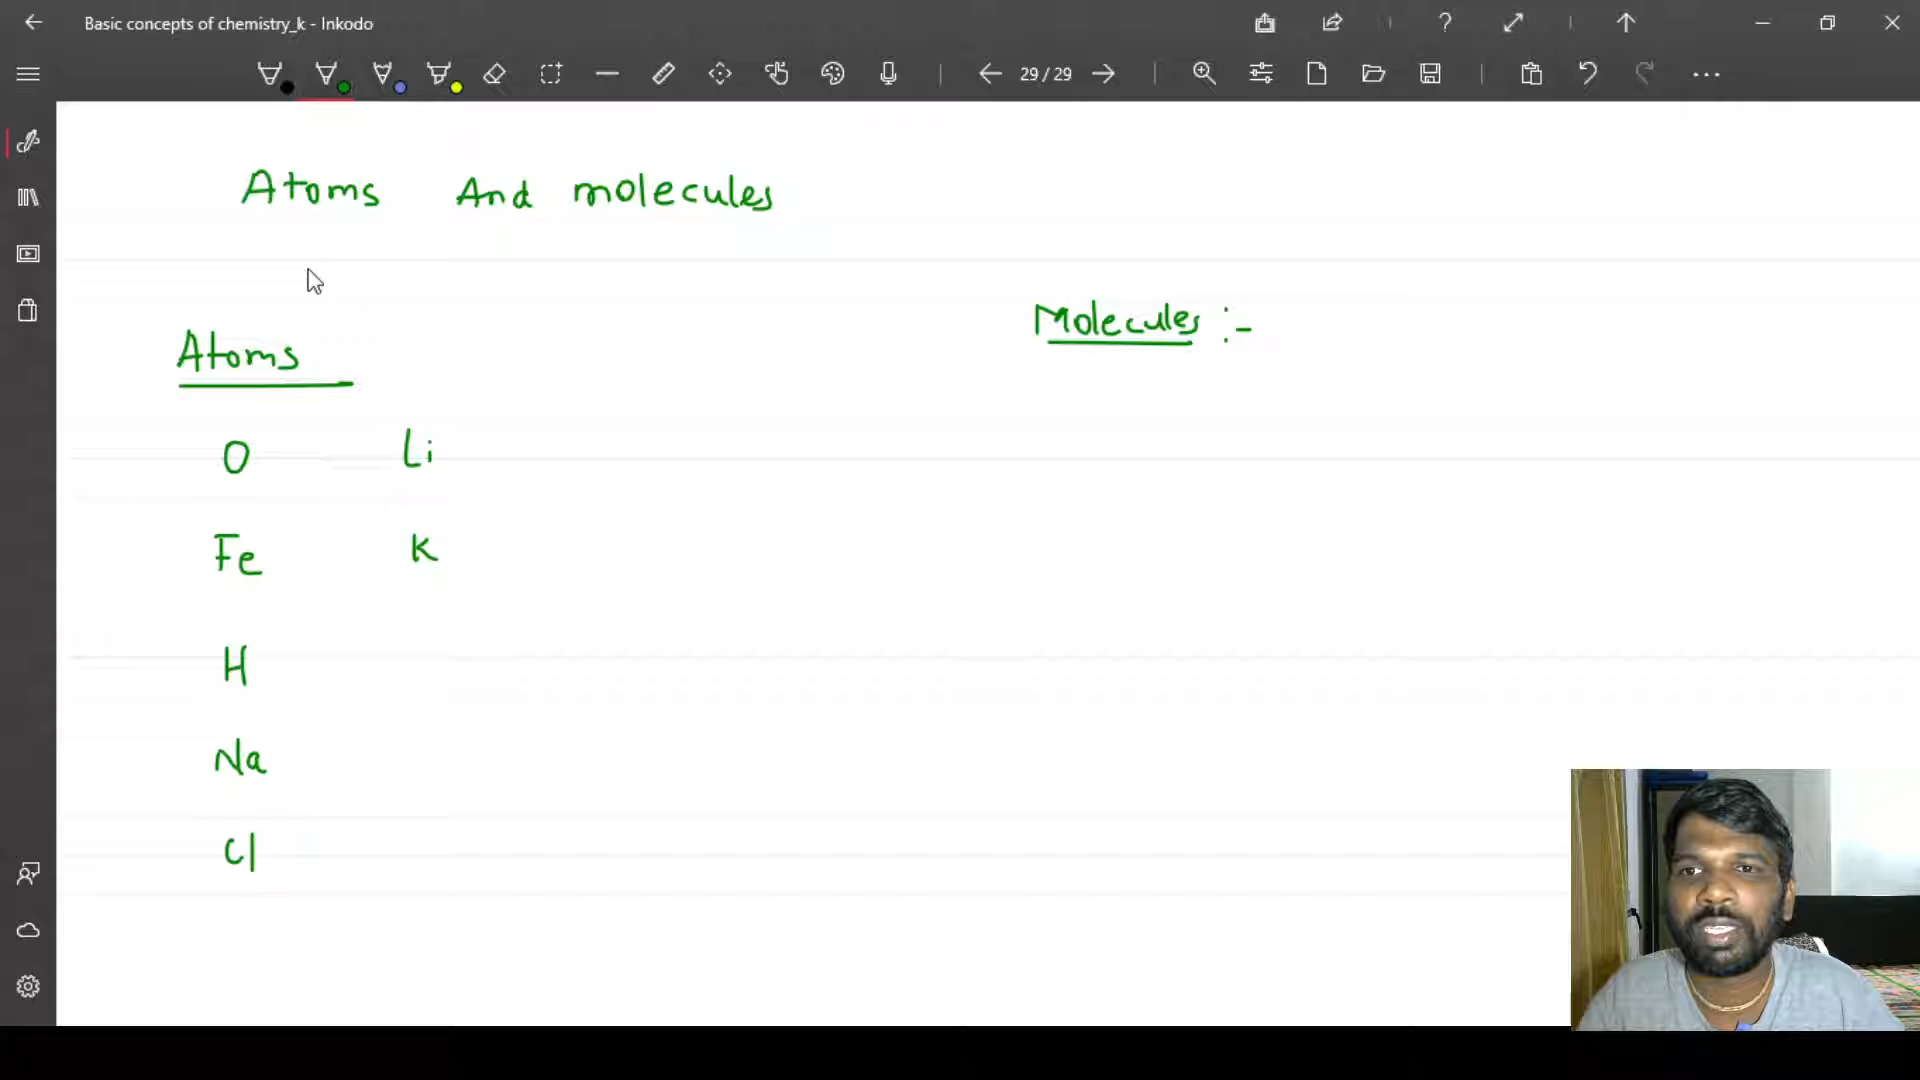 Basic concepts of chemistry_k - Inkodo
29 / 29
Atoms And molecules
Molecules :-
Atoms
O Li
Fe K
H
Na
Cl